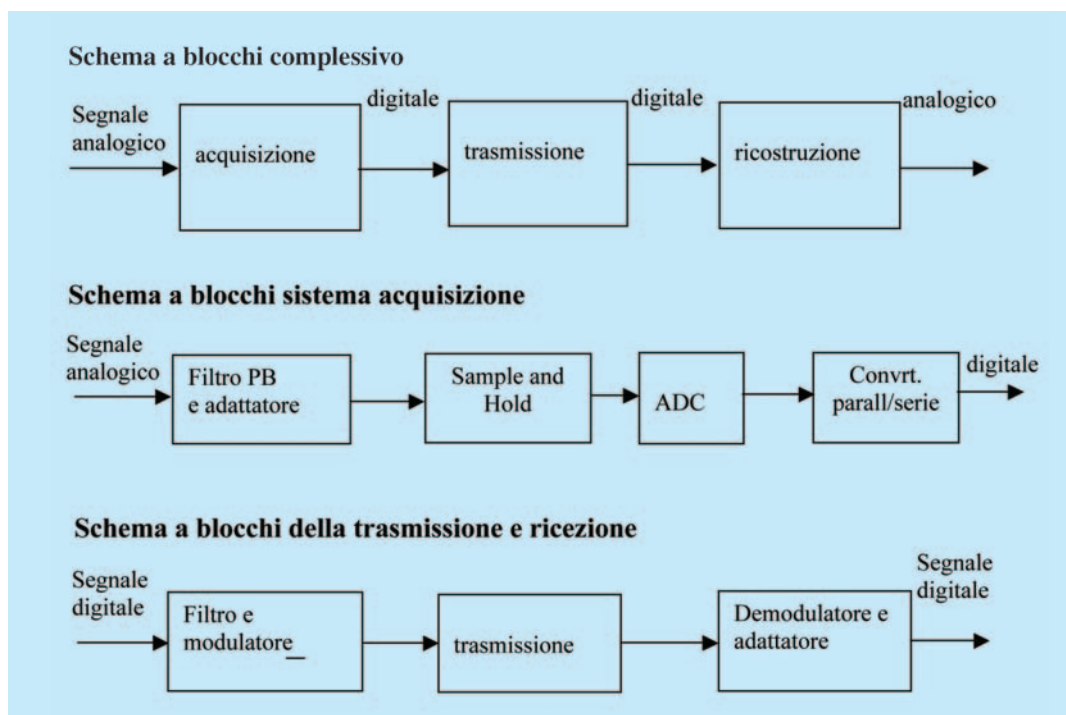 Schema a blocchi complessivo
Segnale
analogico
acquisizione
digitale
trasmissione
digitale
ricostruzione
analogico
Schema a blocchi sistema acquisizione
Segnale
analogico
Filtro PB
e adattatore
Sample and
Hold
ADC
Convrt.
parall/serie
digitale
Schema a blocchi della trasmissione e ricezione
Segnale
digitale
Filtro e
modulatore_
trasmissione
Demodulatore e
adattatore
Segnale
digitale